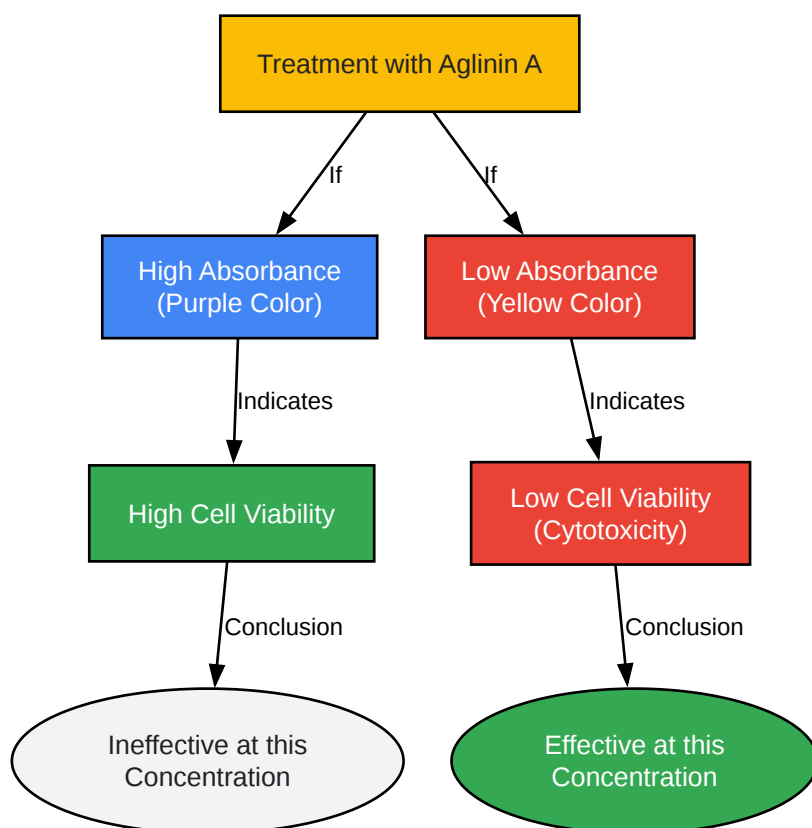 Treatment with Aglinin A
If
If
High Absorbance
(Purple Color)
Low Absorbance
(Yellow Color)
Indicates
Indicates
High Cell Viability
Low Cell Viability
(Cytotoxicity)
Conclusion
Conclusion
Ineffective at this
Concentration
Effective at this
Concentration